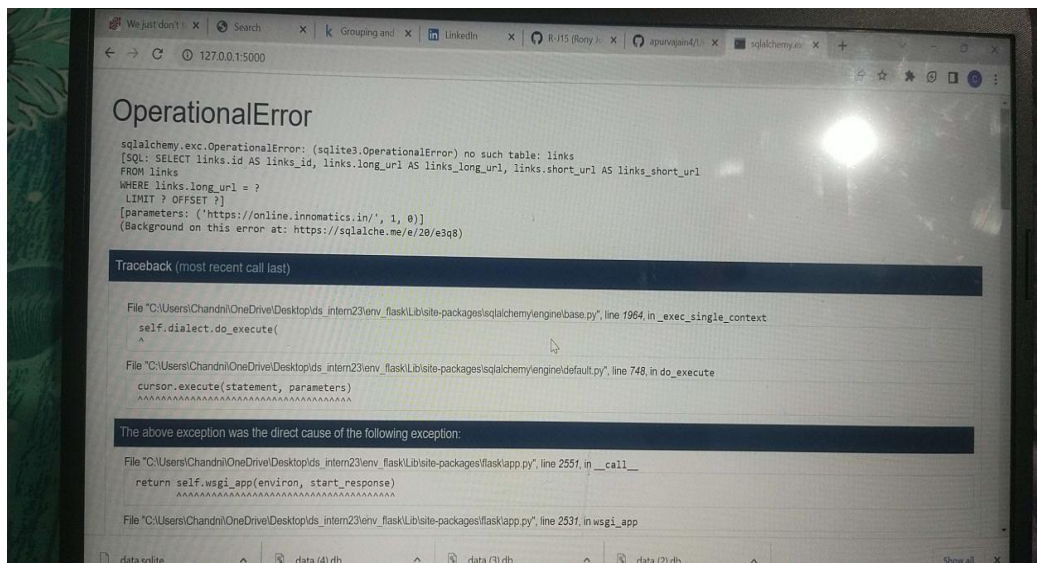 We just don't
Search
Grouping and
LinkedIn
R-J15 (Rony
apurvajain4/
sqlalchemy.
127.0.0.1:5000
OperationalError
sqlalchemy.exc.OperationalError: (sqlite3.OperationalError) no such table: links
[SQL: SELECT links.id AS links_id, links.long_url AS links_long_url, links.short_url AS links_short_url
FROM links
WHERE links.long_url = ?
LIMIT ? OFFSET ?]
[parameters: ('https://online.innomatics.in/', 1, 0)]
(Background on this error at: https://sqlalche.me/e/20/e3q8)
Traceback (most recent call last)
File "C:\Users\Chandni\OneDrive\Desktop\ds_intern23\env_flask\Lib\site-packages\sqlalchemy\engine\base.py", line 1964, in _exec_single_context
self.dialect.do_execute(
^
File "C:\Users\Chandni\OneDrive\Desktop\ds_intern23\env_flask\Lib\site-packages\sqlalchemy\engine\default.py", line 748, in do_execute
cursor.execute(statement, parameters)
^^^^^^^^^^^^^^^^^^^^^^^^^^^^^^^^^^^^^
The above exception was the direct cause of the following exception:
File "C:\Users\Chandni\OneDrive\Desktop\ds_intern23\env_flask\Lib\site-packages\flask\app.py", line 2551, in __call__
return self.wsgi_app(environ, start_response)
^^^^^^^^^^^^^^^^^^^^^^^^^^^^^^^^^^^^^^
File "C:\Users\Chandni\OneDrive\Desktop\ds_intern23\env_flask\Lib\site-packages\flask\app.py", line 2531, in wsgi_app
data.sqlite
data (4).db
data (3).db
data (2).db
Show all